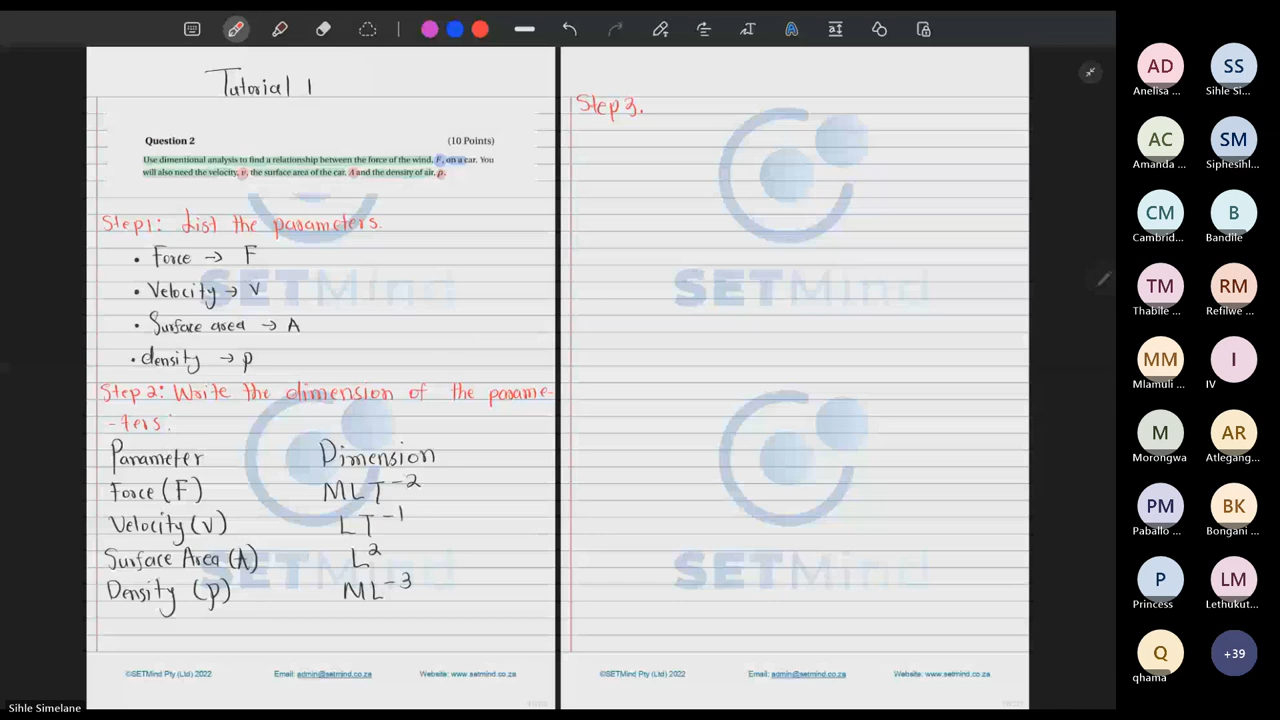 Tutorial 1
Question 2 (10 Points)
Use dimentional analysis to find a relationship between the force of the wind, F, on a car. You
will also need the velocity, v, the surface area of the car, A and the density of air, ρ.
Step1: List the parameters.
• Force → F
• Velocity → V
• Surface area → A
• density → ρ
Step 2: Write the dimension of the parame-
-ters:
Parameter Dimension
Force (F) MLT⁻²
Velocity (V) LT⁻¹
Surface Area (A) L²
Density (ρ) ML⁻³
SETMind
SETMind
©SETMind Pty (Ltd) 2022 Email: admin@setmind.co.za Website: www.setmind.co.za
Step 3.
SETMind
SETMind
©SETMind Pty (Ltd) 2022 Email: admin@setmind.co.za Website: www.setmind.co.za
AD SS
Anelisa ... Sihle Si...
AC SM
Amanda ... Siphesihl...
CM B
Cambrid... Bandile
TM RM
Thabile ... Refilwe ...
MM I
Mlamuli ... IV
M AR
Morongwa Atlegang...
PM BK
Paballo ... Bongani ...
P LM
Princess Lethukut...
Q +39
qhama
Sihle Simelane